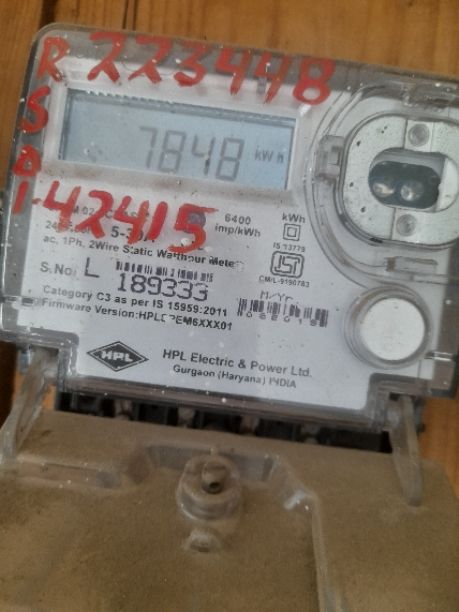 R 223448
S
D
1-42415
7848 kWh
6400
imp/kWh
kWh
IS 13779
5-30A
ac, 1Ph, 2Wire Static Watthour Meter
CM/L-9190783
S.No: L
189333
M/Yr:
Category C3 as per IS 15959:2011
Firmware Version:
HPL
HPL Electric & Power Ltd.
Gurgaon (Haryana) INDIA